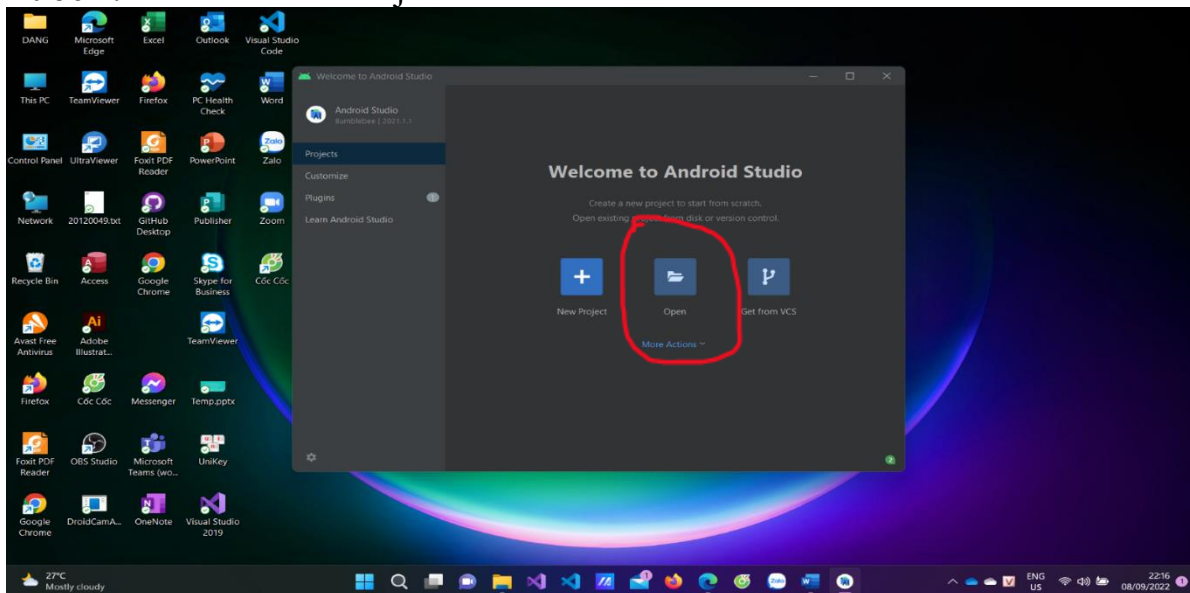 DANG
Microsoft
Edge
Excel
Outlook
Visual Studio
Code
This PC
TeamViewer
Firefox
PC Health
Check
Word
Control Panel
UltraViewer
Foxit PDF
Reader
PowerPoint
Zalo
Network
20120049.txt
GitHub
Desktop
Publisher
Zoom
Recycle Bin
Access
Google
Chrome
Skype for
Business
Cốc Cốc
Avast Free
Antivirus
Adobe
Illustrat...
TeamViewer
Firefox
Cốc Cốc
Messenger
Temp.pptx
Foxit PDF
Reader
OBS Studio
Microsoft
Teams (wo...
UniKey
Google
Chrome
DroidCamA...
OneNote
Visual Studio
2019
Welcome to Android Studio
Android Studio
Bumblebee | 2021.1.1
Projects
Customize
Plugins
1
Learn Android Studio
Welcome to Android Studio
Create a new project to start from scratch.
Open existing project from disk or version control.
New Project
Open
Get from VCS
More Actions
27°C
Mostly cloudy
ENG
US
22:16
08/09/2022